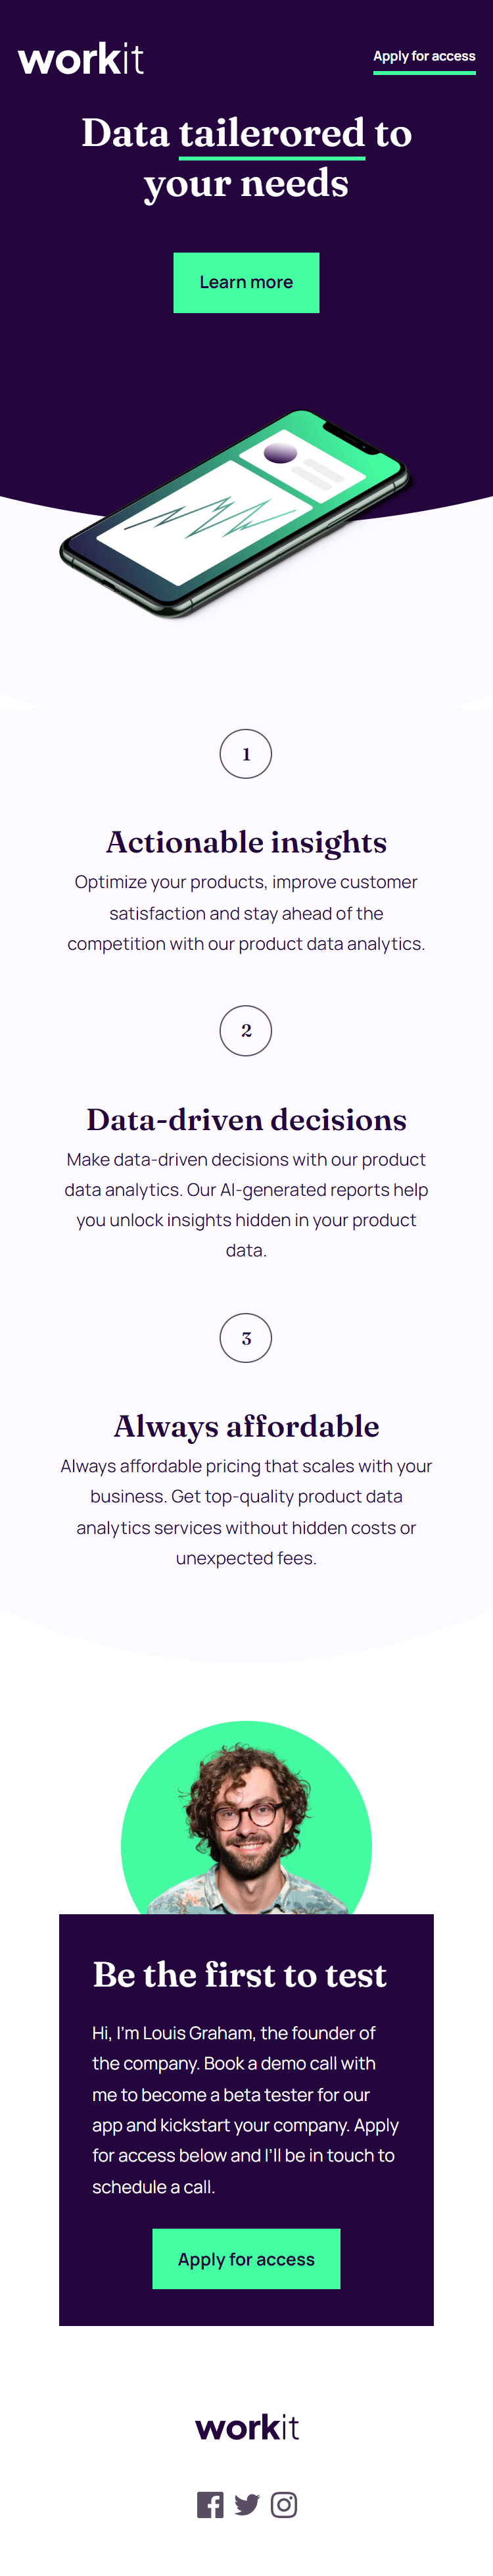 workit
Apply for access
Data tailerored to
your needs
Learn more
1
Actionable insights
Optimize your products, improve customer
satisfaction and stay ahead of the
competition with our product data analytics.
2
Data-driven decisions
Make data-driven decisions with our product
data analytics. Our AI-generated reports help
you unlock insights hidden in your product
data.
3
Always affordable
Always affordable pricing that scales with your
business. Get top-quality product data
analytics services without hidden costs or
unexpected fees.
Be the first to test
Hi, I'm Louis Graham, the founder of
the company. Book a demo call with
me to become a beta tester for our
app and kickstart your company. Apply
for access below and I'll be in touch to
schedule a call.
Apply for access
workit